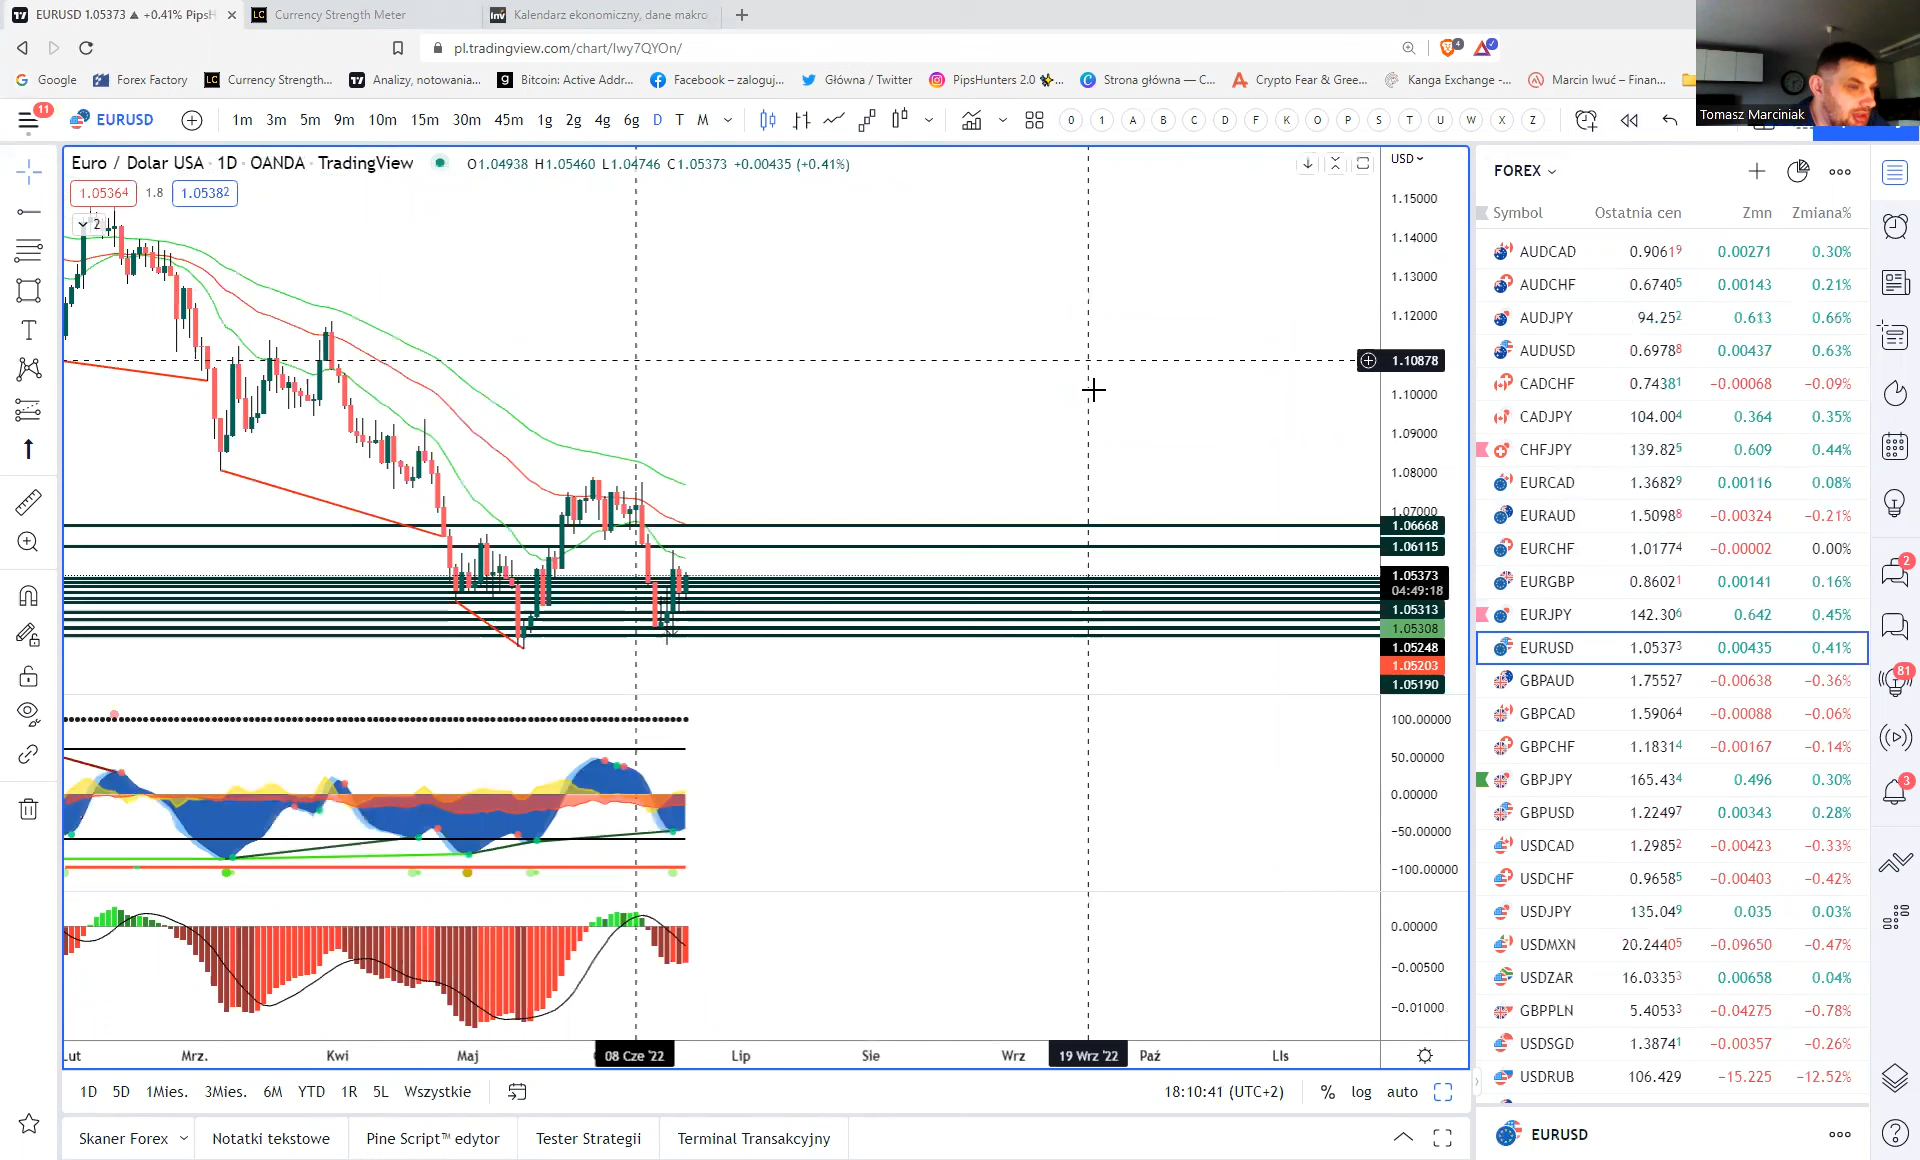 EURUSD 1.05373 ▲ +0.41% PipsH
Currency Strength Meter
Kalendarz ekonomiczny, dane makro
pl.tradingview.com/chart/Iwy7QYOn/
Google
Forex Factory
Currency Strength...
Analizy, notowania...
Bitcoin: Active Addr...
Facebook – zaloguj...
Główna / Twitter
PipsHunters 2.0
Strona główna — C...
Crypto Fear & Gree...
Kanga Exchange -...
Marcin Iwuć – Finan...
Tomasz Marciniak
11
EURUSD
1m 3m 5m 9m 10m 15m 30m 45m 1g 2g 4g 6g D T M
0 1 A B C D F K O P S T U W X Z
Euro / Dolar USA · 1D · OANDA · TradingView
O1.04938 H1.05460 L1.04746 C1.05373 +0.00435 (+0.41%)
1.05364 1.8 1.05382
2
USD
1.15000
1.14000
1.13000
1.12000
1.10878
1.10000
1.09000
1.08000
1.07000
1.06668
1.06115
1.05373
04:49:18
1.05313
1.05308
1.05248
1.05203
1.05190
100.00000
50.00000
0.00000
−50.00000
−100.00000
0.00000
−0.00500
−0.01000
Lut Mrz. Kwi Maj 08 Cze '22 Lip Sie Wrz 19 Wrz '22 Paź LIs
1D 5D 1Mies. 3Mies. 6M YTD 1R 5L Wszystkie
18:10:41 (UTC+2) % log auto
Skaner Forex
Notatki tekstowe
Pine Script™ edytor
Tester Strategii
Terminal Transakcyjny
FOREX
Symbol Ostatnia cen Zmn Zmiana%
AUDCAD 0.90619 0.00271 0.30%
AUDCHF 0.67405 0.00143 0.21%
AUDJPY 94.252 0.613 0.66%
AUDUSD 0.69788 0.00437 0.63%
CADCHF 0.74381 −0.00068 −0.09%
CADJPY 104.004 0.364 0.35%
CHFJPY 139.825 0.609 0.44%
EURCAD 1.36829 0.00116 0.08%
EURAUD 1.50988 −0.00324 −0.21%
EURCHF 1.01774 −0.00002 0.00%
EURGBP 0.86021 0.00141 0.16%
EURJPY 142.306 0.642 0.45%
EURUSD 1.05373 0.00435 0.41%
GBPAUD 1.75527 −0.00638 −0.36%
GBPCAD 1.59064 −0.00088 −0.06%
GBPCHF 1.18314 −0.00167 −0.14%
GBPJPY 165.434 0.496 0.30%
GBPUSD 1.22497 0.00343 0.28%
USDCAD 1.29852 −0.00423 −0.33%
USDCHF 0.96585 −0.00403 −0.42%
USDJPY 135.049 0.035 0.03%
USDMXN 20.24405 −0.09650 −0.47%
USDZAR 16.03353 0.00658 0.04%
GBPPLN 5.40533 −0.04275 −0.78%
USDSGD 1.38741 −0.00357 −0.26%
USDRUB 106.429 −15.225 −12.52%
EURUSD
2
81
3